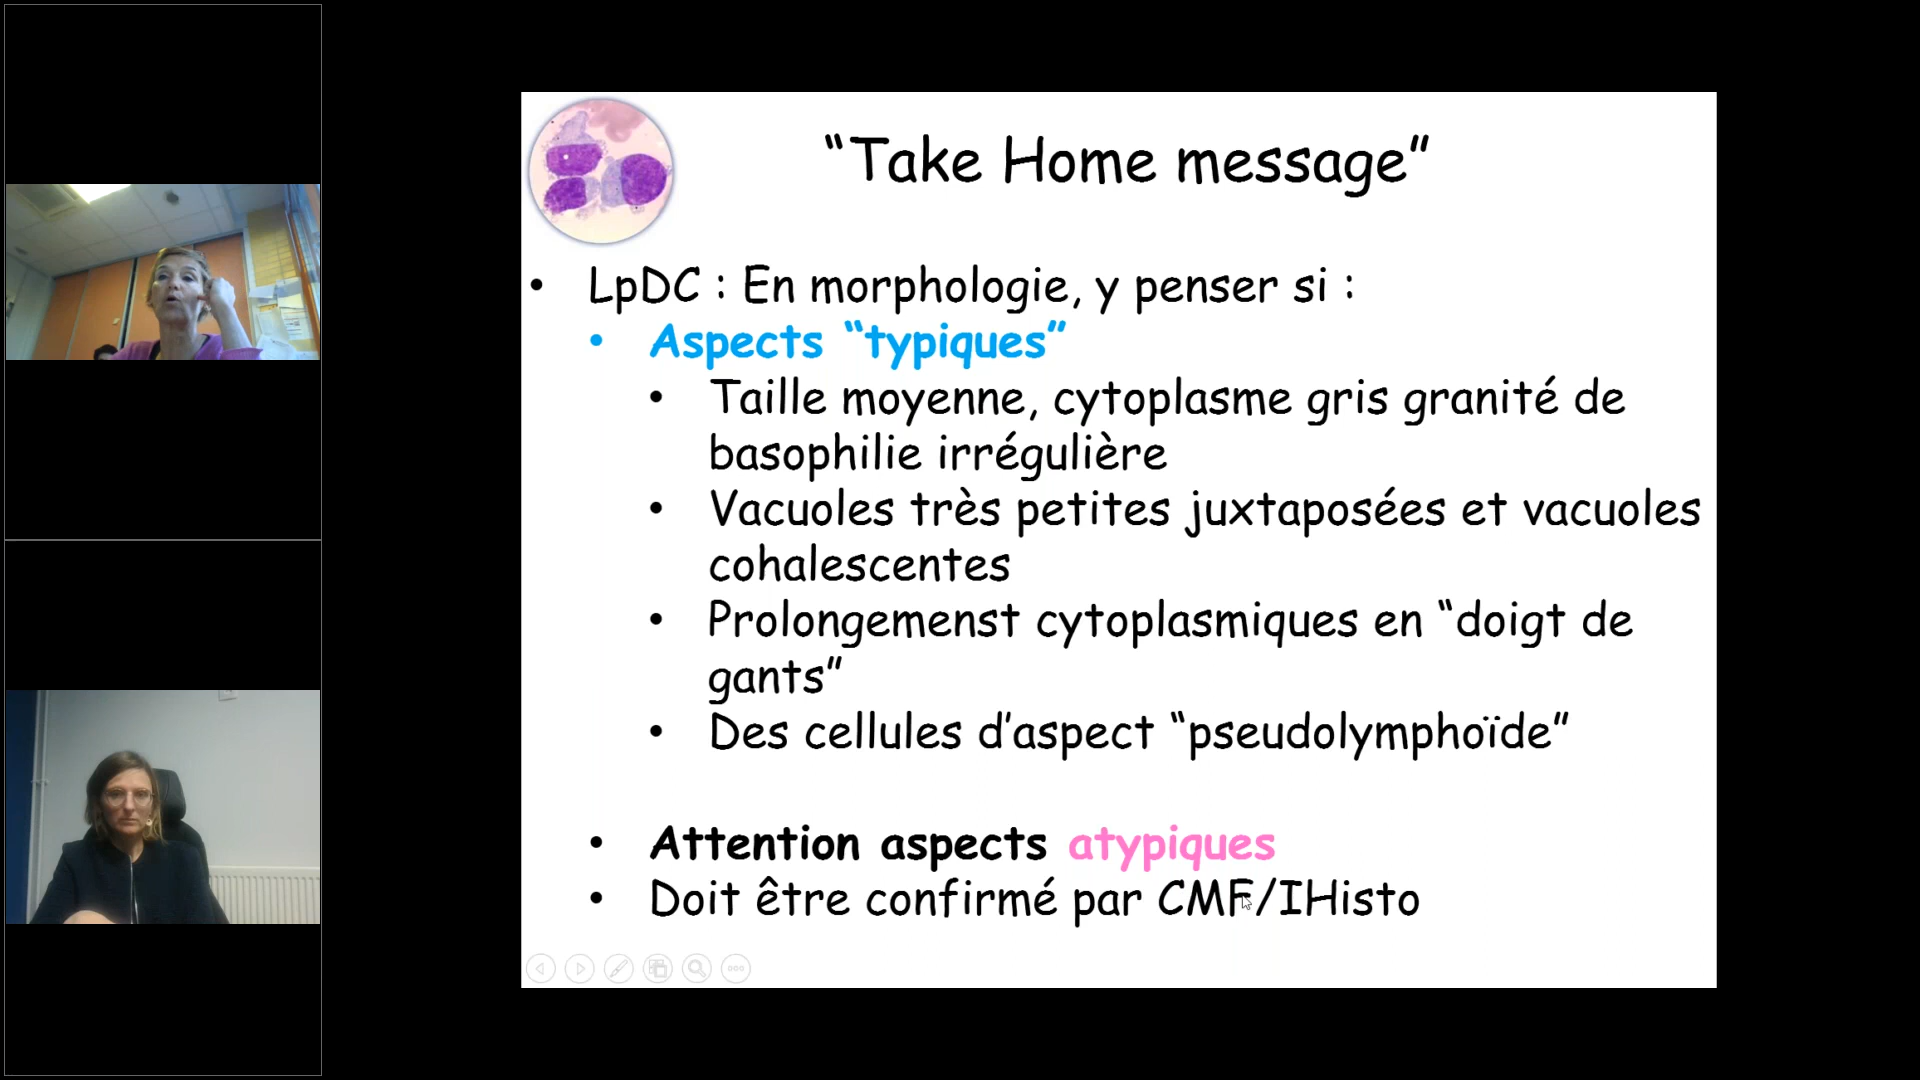 “Take Home message”
• LpDC : En morphologie, y penser si :
• Aspects “typiques”
• Taille moyenne, cytoplasme gris granité de
basophilie irrégulière
• Vacuoles très petites juxtaposées et vacuoles
cohalescentes
• Prolongemenst cytoplasmiques en “doigt de
gants”
• Des cellules d’aspect “pseudolymphoïde”
• Attention aspects atypiques
• Doit être confirmé par CMF/IHisto